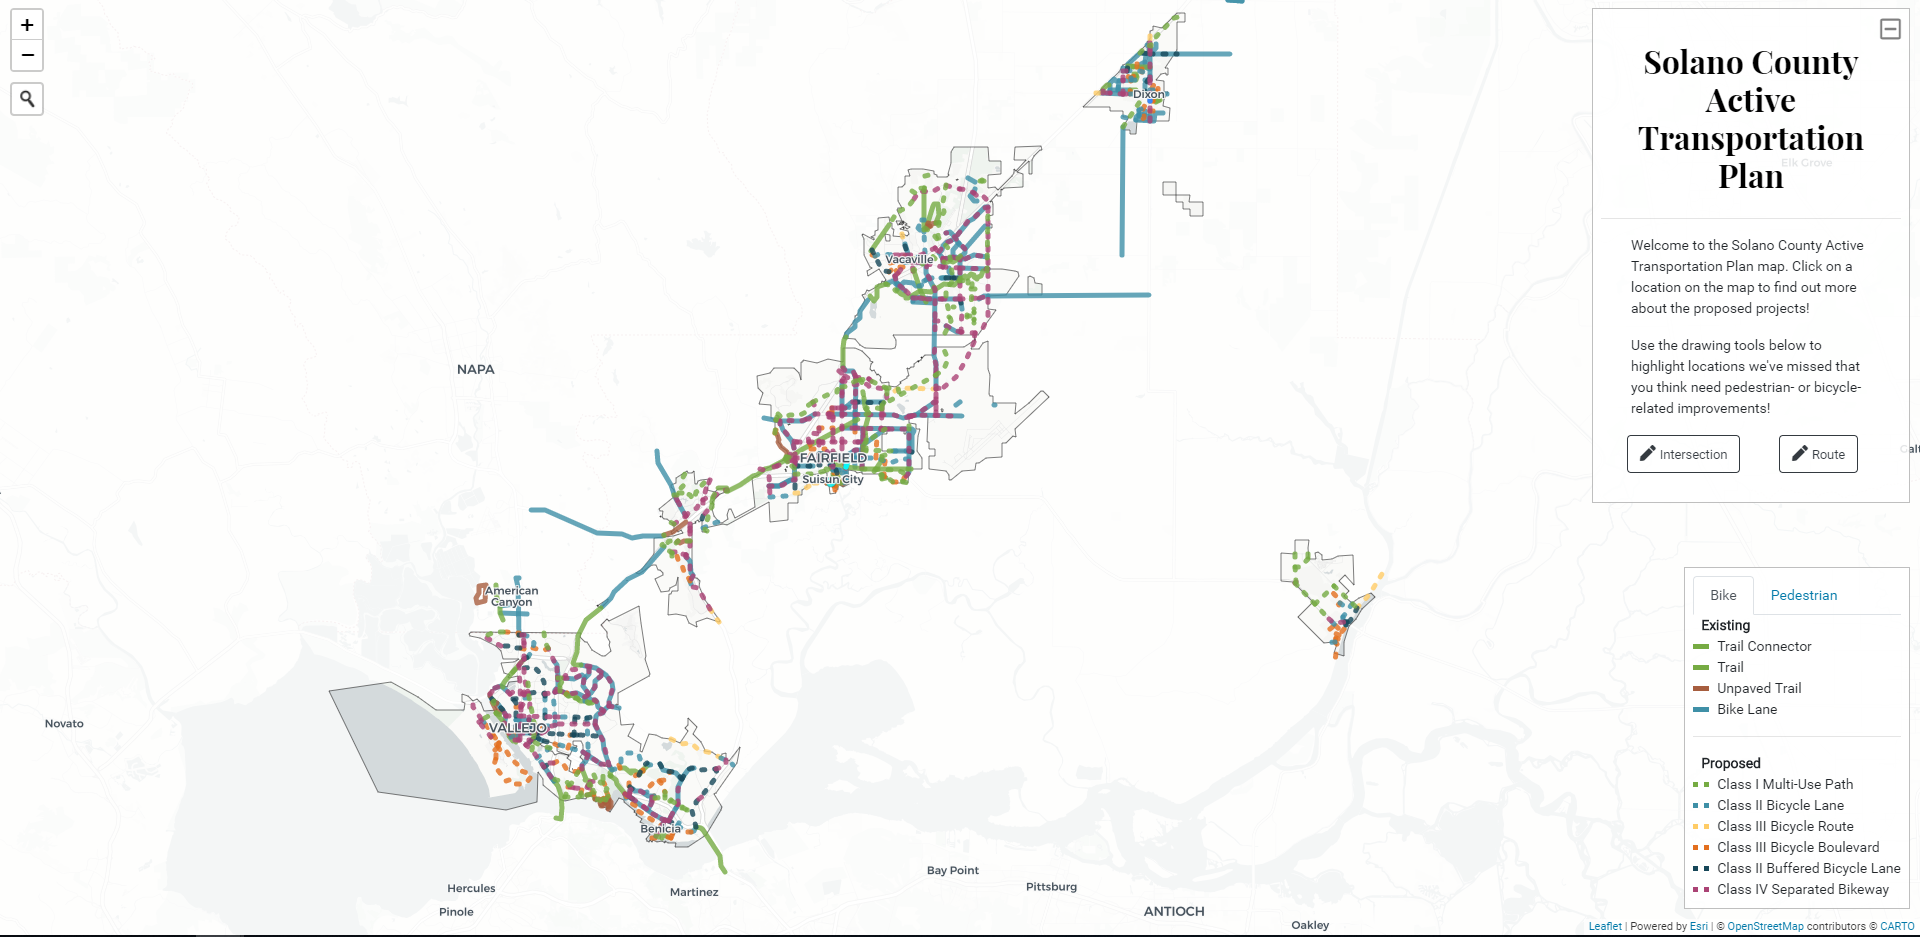 +
−
Solano County
Active
Transportation
Plan
Elk Grove
Welcome to the Solano County Active
Transportation Plan map. Click on a
location on the map to find out more
about the proposed projects!
Use the drawing tools below to
highlight locations we've missed that
you think need pedestrian- or bicycle-
related improvements!
Intersection
Route
Dixon
Vacaville
NAPA
FAIRFIELD
Suisun City
American
Canyon
VALLEJO
Novato
Benicia
Hercules
Pinole
Martinez
Bay Point
Pittsburg
ANTIOCH
Oakley
Bike
Pedestrian
Existing
Trail Connector
Trail
Unpaved Trail
Bike Lane
Proposed
Class I Multi-Use Path
Class II Bicycle Lane
Class III Bicycle Route
Class III Bicycle Boulevard
Class II Buffered Bicycle Lane
Class IV Separated Bikeway
Leaflet | Powered by Esri | © OpenStreetMap contributors © CARTO